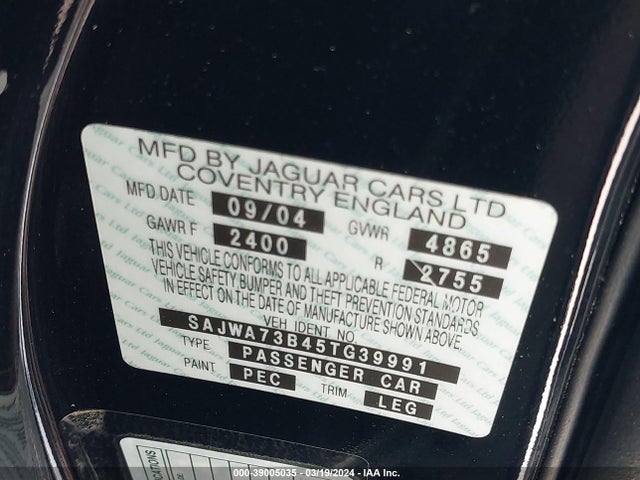 MFD BY JAGUAR CARS LTD
COVENTRY ENGLAND
MFD DATE 09/04 GVWR 4865
GAWR F 2400 R 2755
THIS VEHICLE CONFORMS TO ALL APPLICABLE FEDERAL MOTOR
VEHICLE SAFETY, BUMPER AND THEFT PREVENTION STANDARDS
IN EFFECT ON THE DATE OF MANUFACTURE SHOWN ABOVE.
VEH IDENT NO
SAJWA73B45TG39991
TYPE PASSENGER CAR
PAINT PEC TRIM LEG
000-39005035 - 03/19/2024 - IAA Inc.